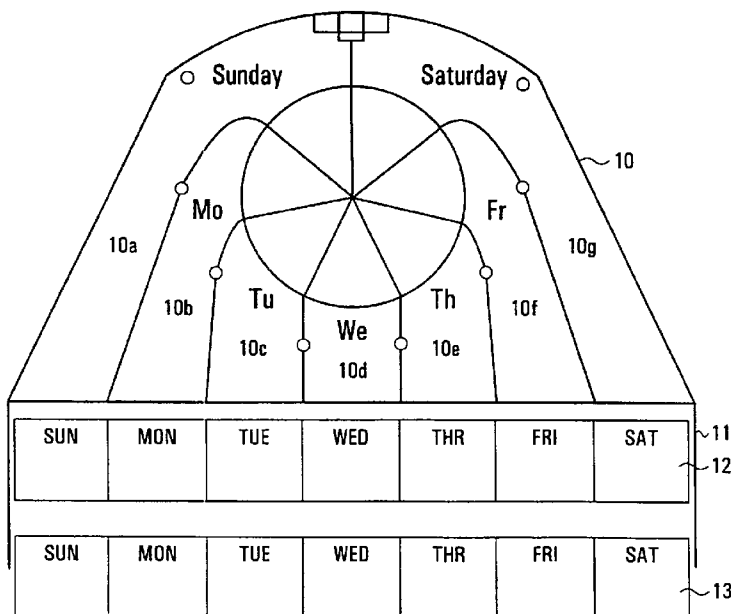 Sunday Saturday
10
Mo Fr
10a 10g
10b Tu Th 10f
We
10c 10e
10d
11
SUN MON TUE WED THR FRI SAT
12
SUN MON TUE WED THR FRI SAT
13